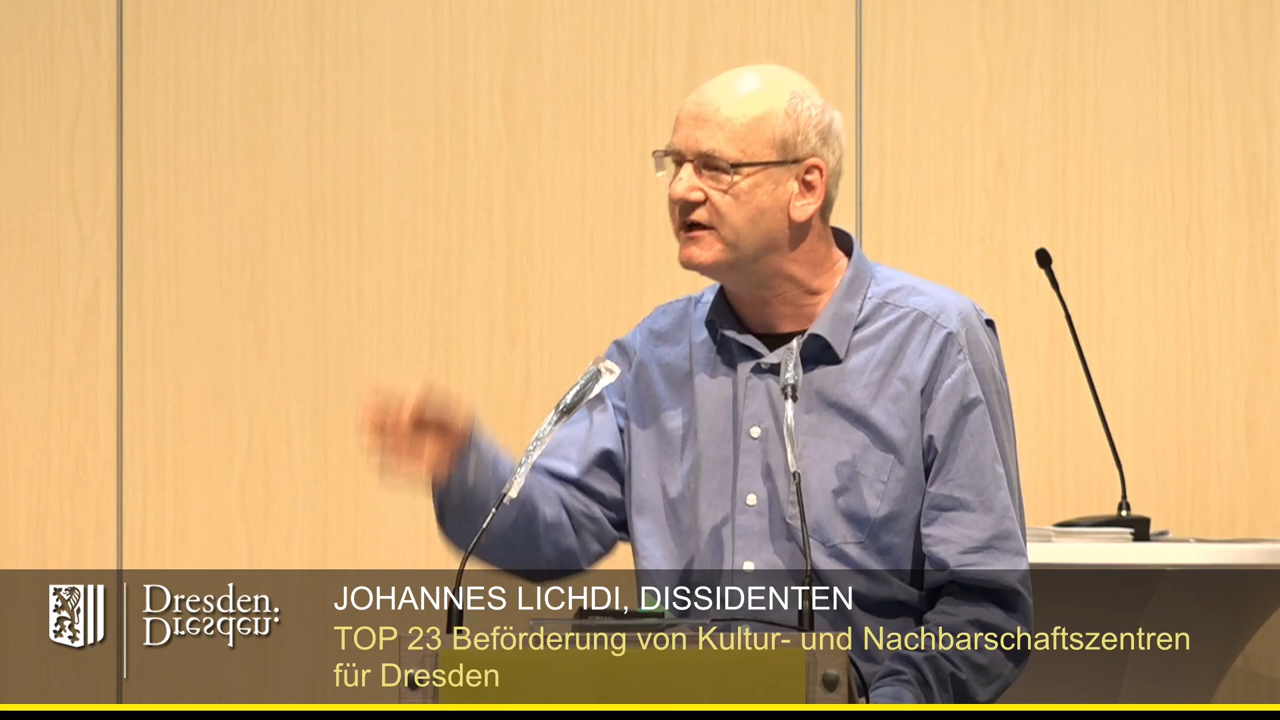 Dresden.
Dresden.
JOHANNES LICHDI, DISSIDENTEN
TOP 23 Beförderung von Kultur- und Nachbarschaftszentren
für Dresden